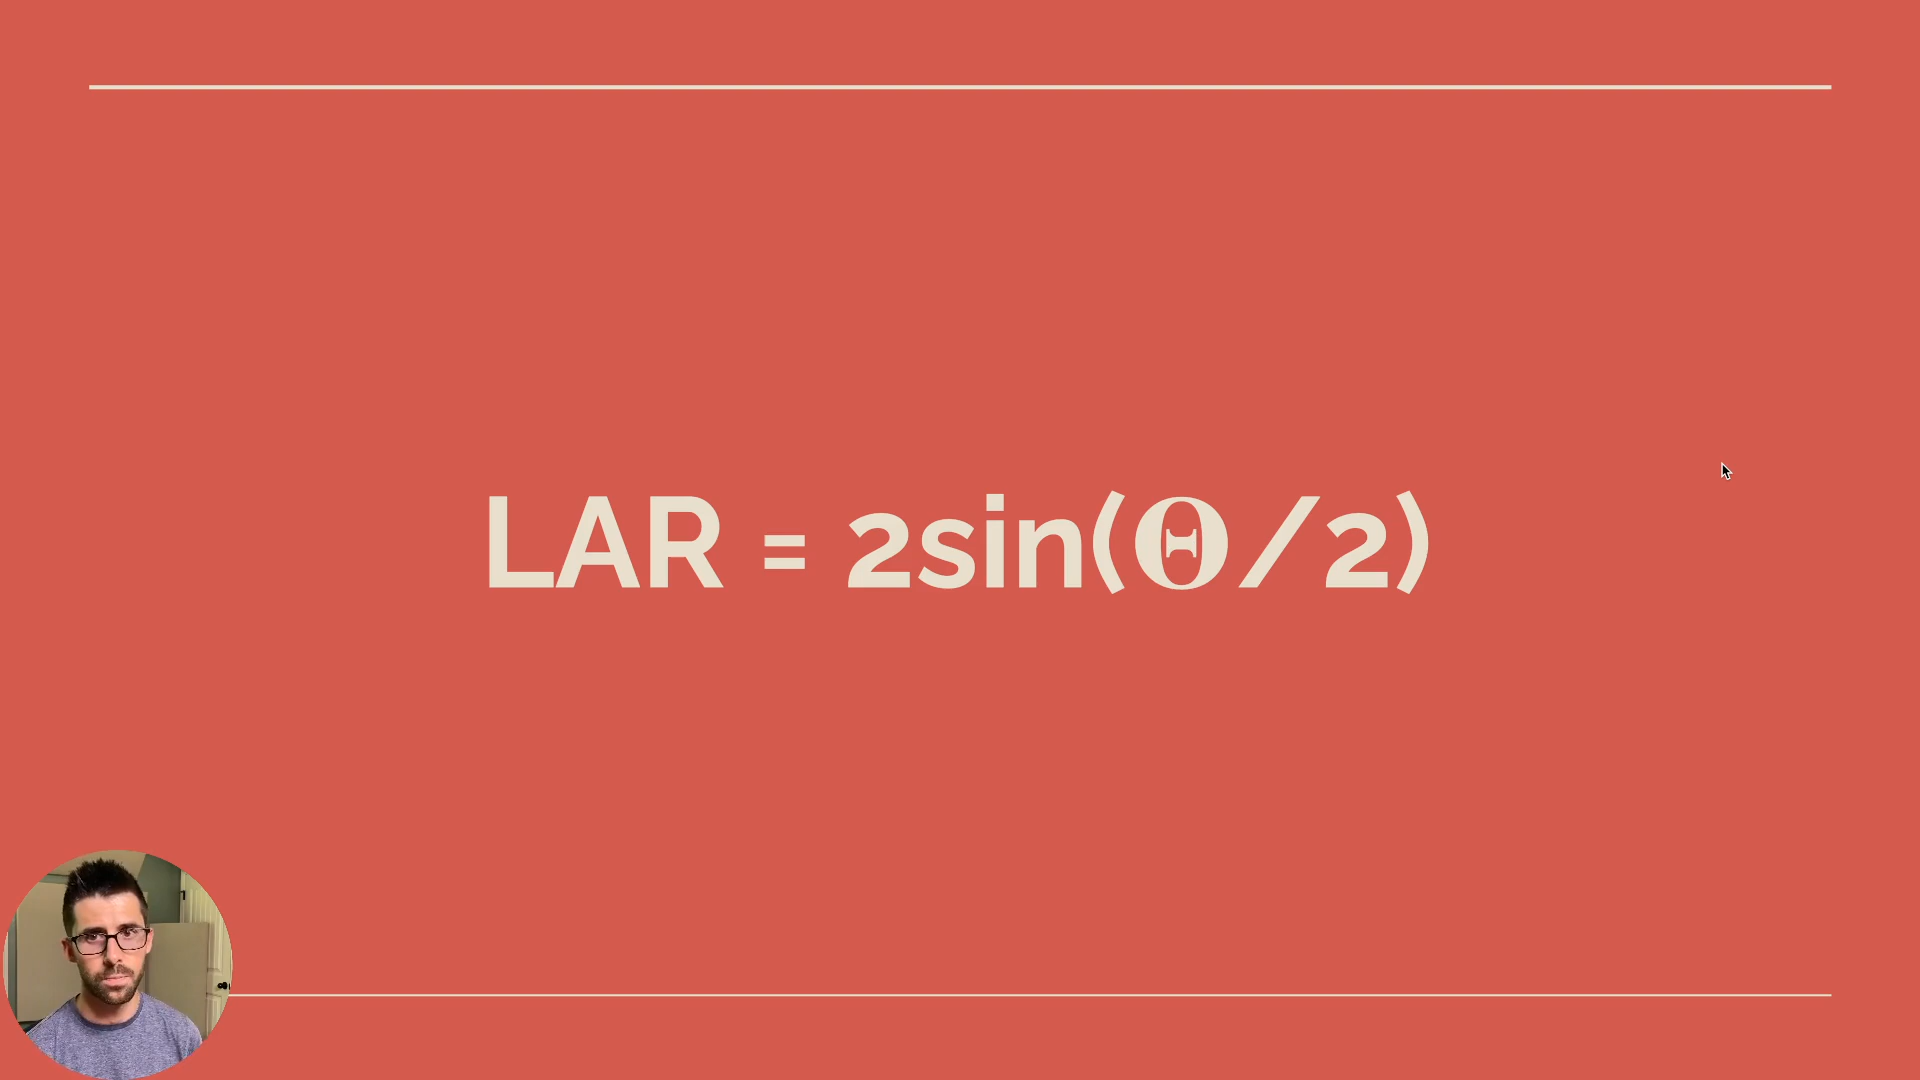 LAR = 2sin(Θ/2)